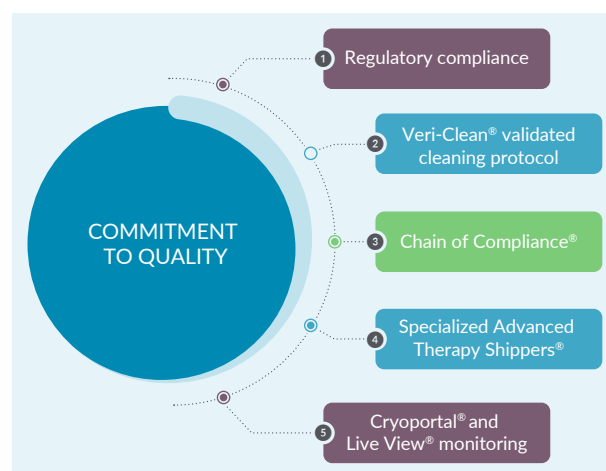 COMMITMENT
TO QUALITY
1 Regulatory compliance
2 Veri-Clean® validated
cleaning protocol
3 Chain of Compliance®
4 Specialized Advanced
Therapy Shippers®
5 Cryoportal® and
Live View® monitoring